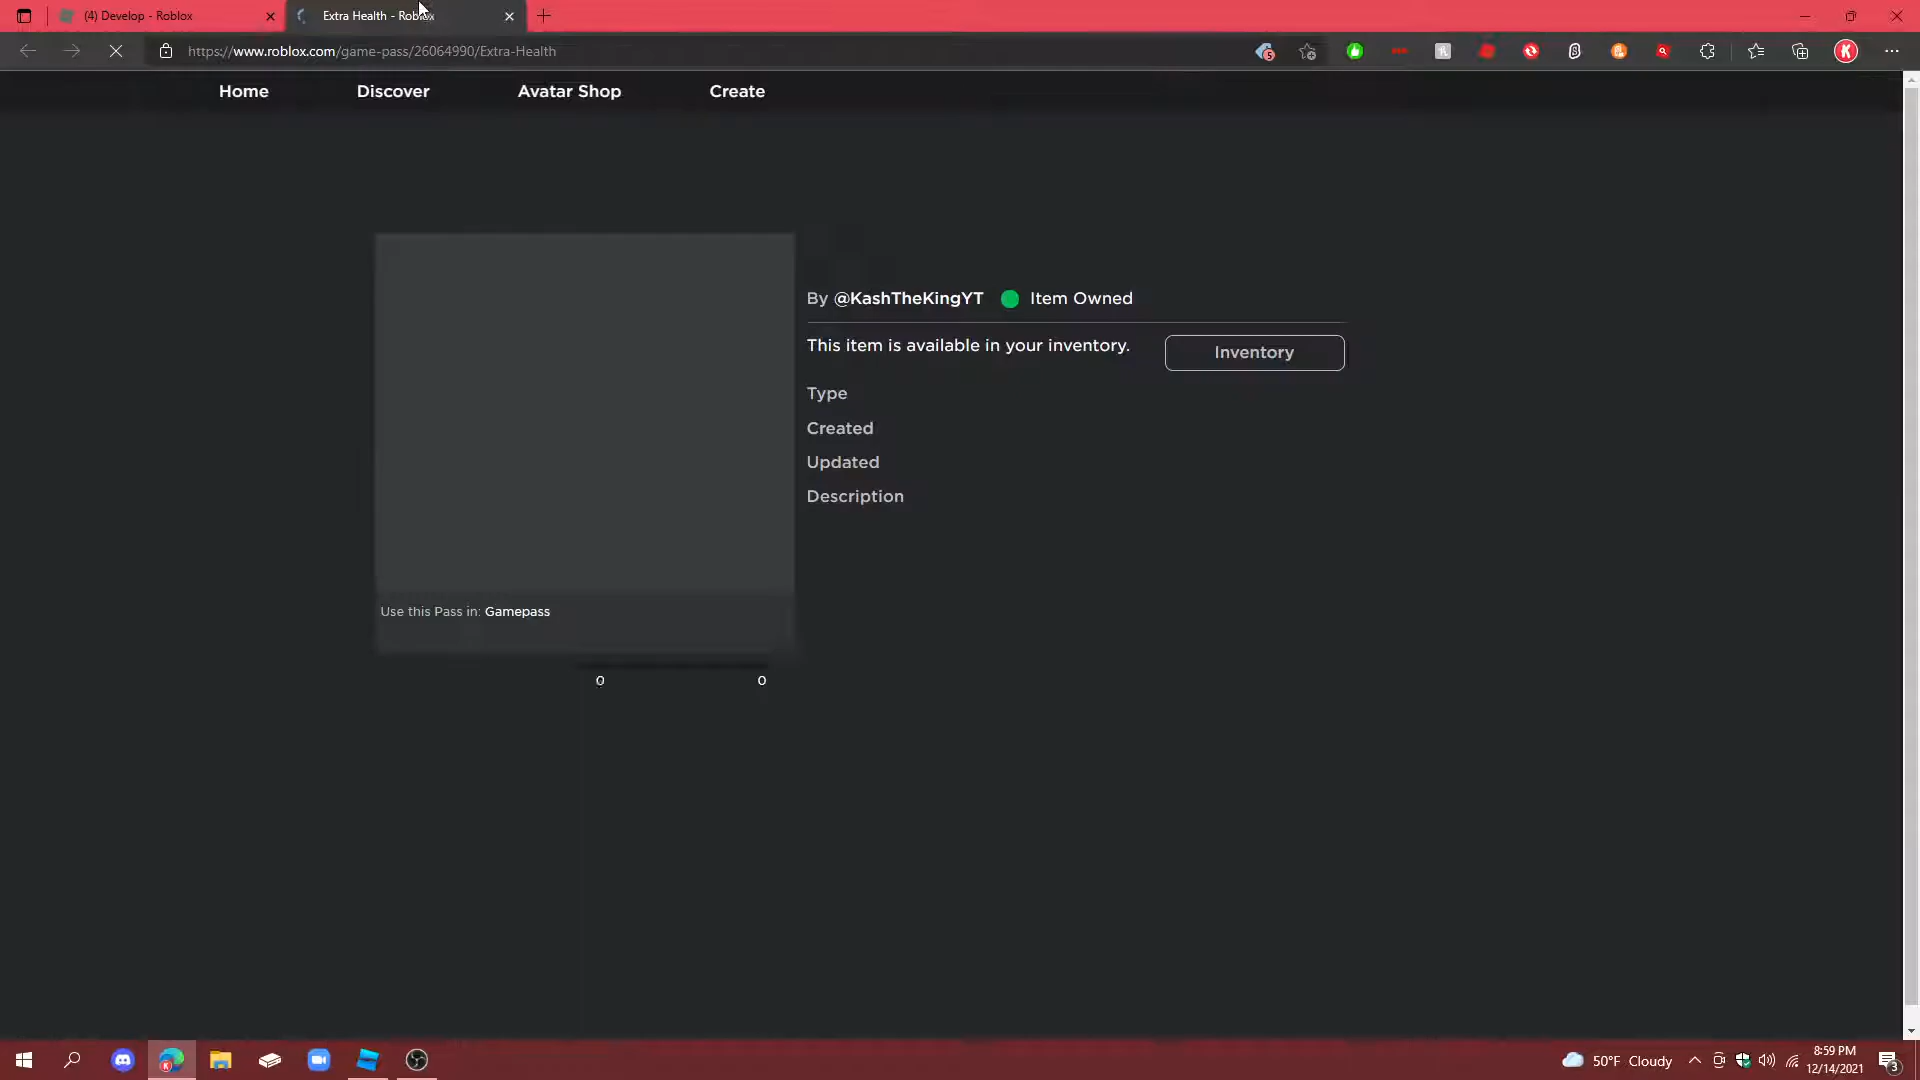 (4) Develop - Roblox
Extra Health - Roblox
https://www.roblox.com/game-pass/26064990/Extra-Health
5
K
Home Discover Avatar Shop Create
By @KashTheKingYT Item Owned
This item is available in your inventory. Inventory
Type
Created
Updated
Description
Use this Pass in: Gamepass
0 0
50°F Cloudy
8:59 PM
12/14/2021
3